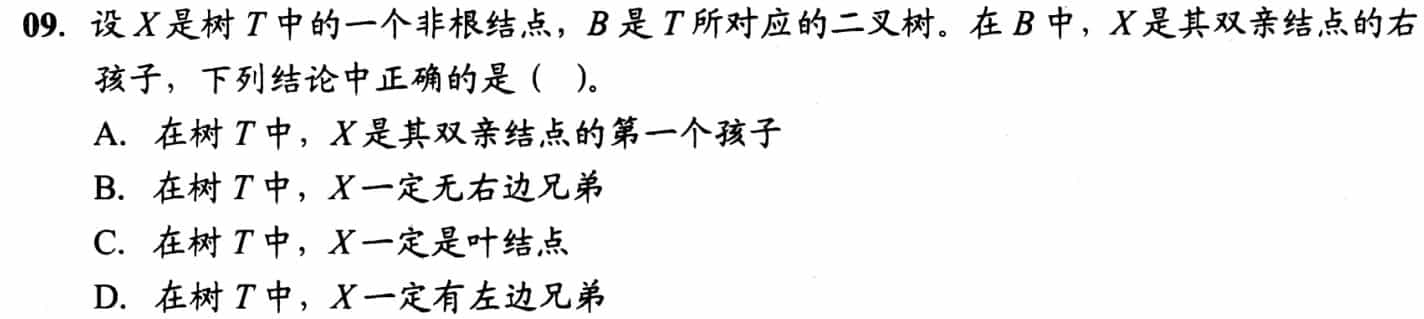 09. 设 X 是树 T 中的一个非根结点，B 是 T 所对应的二叉树。在 B 中，X 是其双亲结点的右
孩子，下列结论中正确的是（ ）。
A. 在树 T 中，X 是其双亲结点的第一个孩子
B. 在树 T 中，X 一定无右边兄弟
C. 在树 T 中，X 一定是叶结点
D. 在树 T 中，X 一定有左边兄弟